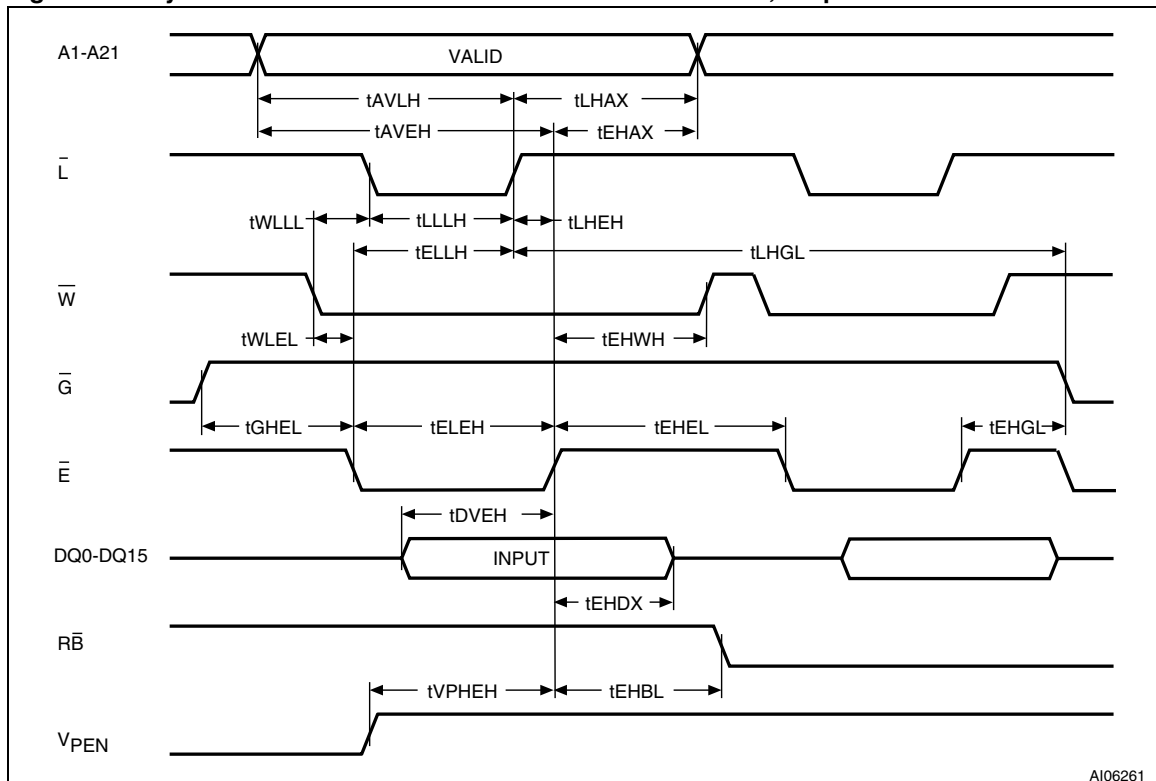 A1-A21
VALID
tAVLH
tLHAX
tAVEH
tEHAX
L̅
tWLLL
tLLLH
tLHEH
tELLH
tLHGL
W̅
tWLEL
tEHWH
G̅
tGHEL
tELEH
tEHEL
tEHGL
E̅
tDVEH
DQ0-DQ15
INPUT
tEHDX
RB̅
tVPHEH
tEHBL
VPEN
AI06261